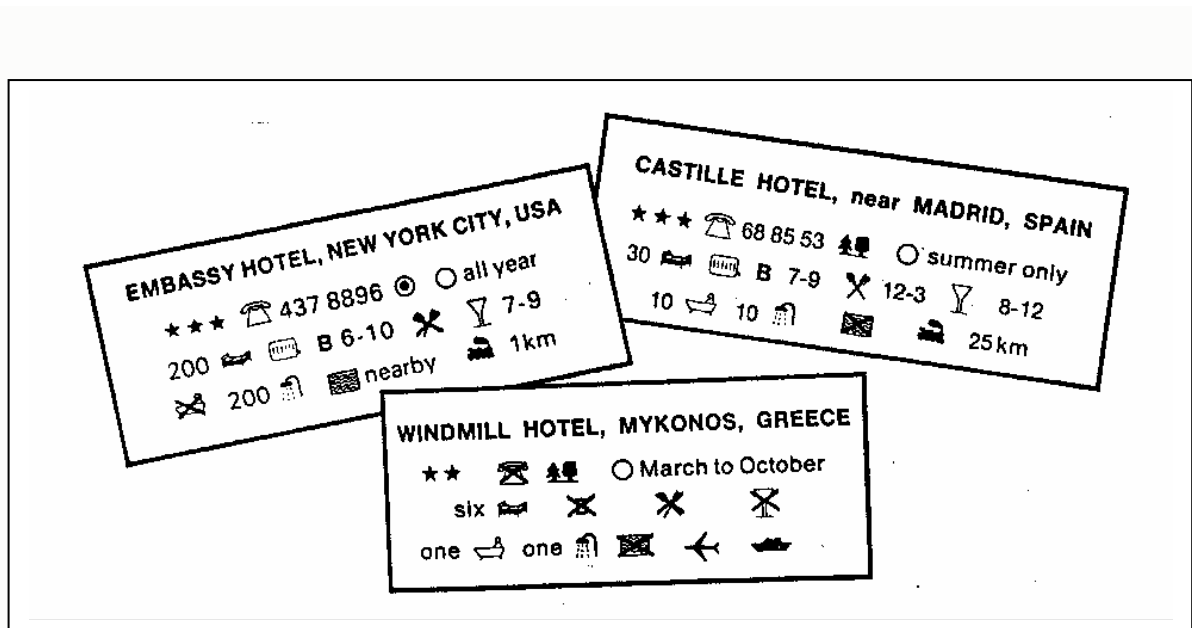 EMBASSY HOTEL, NEW YORK CITY, USA
437 8896 all year
200 B 6-10 7-9
200 nearby 1km
CASTILLE HOTEL, near MADRID, SPAIN
68 85 53 summer only
30 B 7-9 12-3 8-12
10 10 25 km
WINDMILL HOTEL, MYKONOS, GREECE
March to October
six B
one one